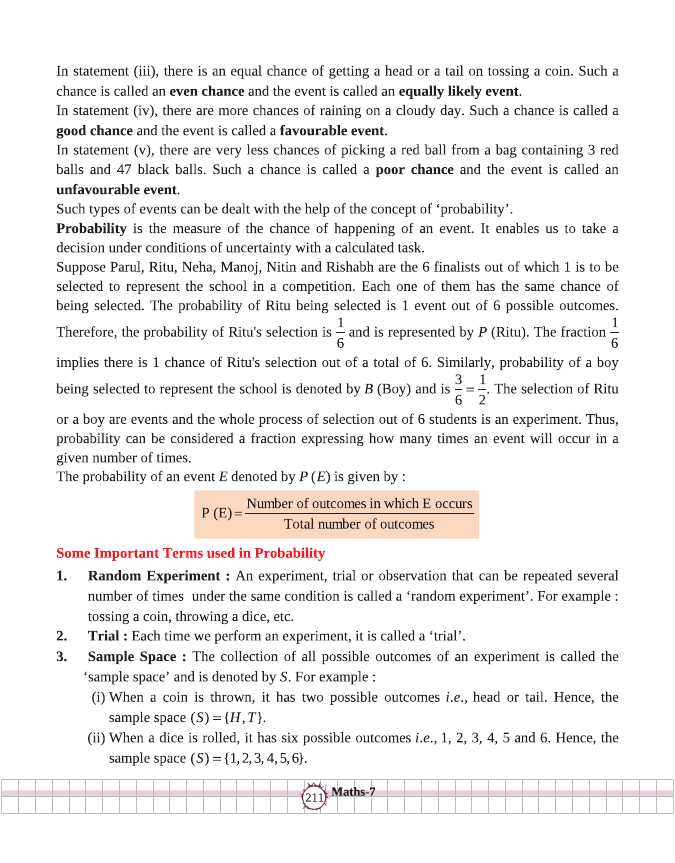 In statement (iii), there is an equal chance of getting a head or a tail on tossing a coin. Such a
chance is called an even chance and the event is called an equally likely event.
In statement (iv), there are more chances of raining on a cloudy day. Such a chance is called a
good chance and the event is called a favourable event.
In statement (v), there are very less chances of picking a red ball from a bag containing 3 red
balls and 47 black balls. Such a chance is called a poor chance and the event is called an
unfavourable event.
Such types of events can be dealt with the help of the concept of ‘probability’.
Probability is the measure of the chance of happening of an event. It enables us to take a
decision under conditions of uncertainty with a calculated task.
Suppose Parul, Ritu, Neha, Manoj, Nitin and Rishabh are the 6 finalists out of which 1 is to be
selected to represent the school in a competition. Each one of them has the same chance of
being selected. The probability of Ritu being selected is 1 event out of 6 possible outcomes.
Therefore, the probability of Ritu's selection is 1/6 and is represented by P (Ritu). The fraction 1/6
implies there is 1 chance of Ritu's selection out of a total of 6. Similarly, probability of a boy
being selected to represent the school is denoted by B (Boy) and is 3/6 = 1/2. The selection of Ritu
or a boy are events and the whole process of selection out of 6 students is an experiment. Thus,
probability can be considered a fraction expressing how many times an event will occur in a
given number of times.
The probability of an event E denoted by P (E) is given by :
P (E) = Number of outcomes in which E occurs / Total number of outcomes
Some Important Terms used in Probability
1. Random Experiment : An experiment, trial or observation that can be repeated several
number of times under the same condition is called a ‘random experiment’. For example :
tossing a coin, throwing a dice, etc.
2. Trial : Each time we perform an experiment, it is called a ‘trial’.
3. Sample Space : The collection of all possible outcomes of an experiment is called the
‘sample space’ and is denoted by S. For example :
(i) When a coin is thrown, it has two possible outcomes i.e., head or tail. Hence, the
sample space (S) = {H, T}.
(ii) When a dice is rolled, it has six possible outcomes i.e., 1, 2, 3, 4, 5 and 6. Hence, the
sample space (S) = {1, 2, 3, 4, 5, 6}.
211 Maths-7